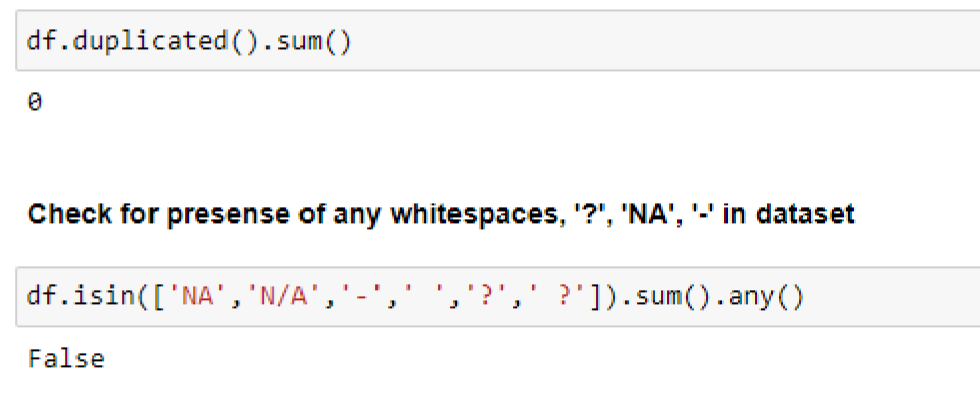 df.duplicated().sum()
0
Check for presense of any whitespaces, '?', 'NA', '-' in dataset
df.isin(['NA','N/A','-',' ','?',' ?']).sum().any()
False